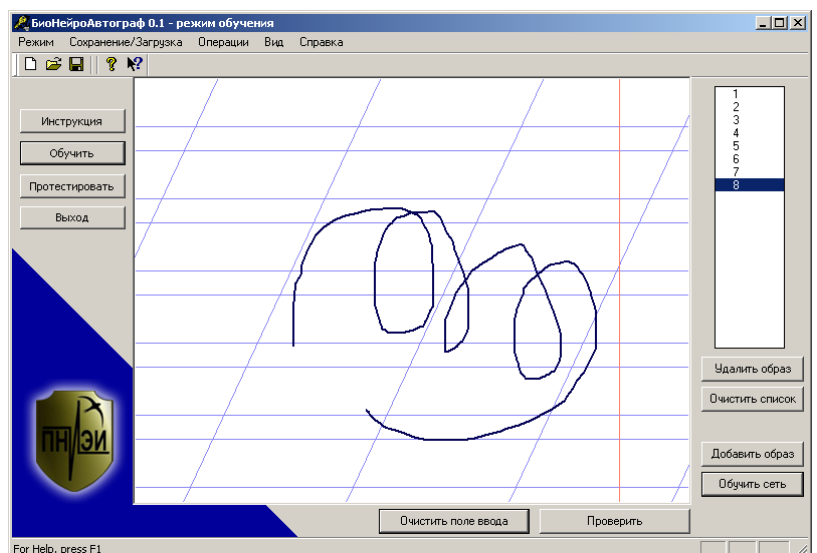 БиоНейроАвтограф 0.1 - режим обучения
Режим Сохранение/Загрузка Операции Вид Справка
Инструкция
Обучить
Протестировать
Выход
1
2
3
4
5
6
7
8
ПНИЭИ
Удалить образ
Очистить список
Добавить образ
Обучить сеть
Очистить поле ввода
Проверить
For Help, press F1